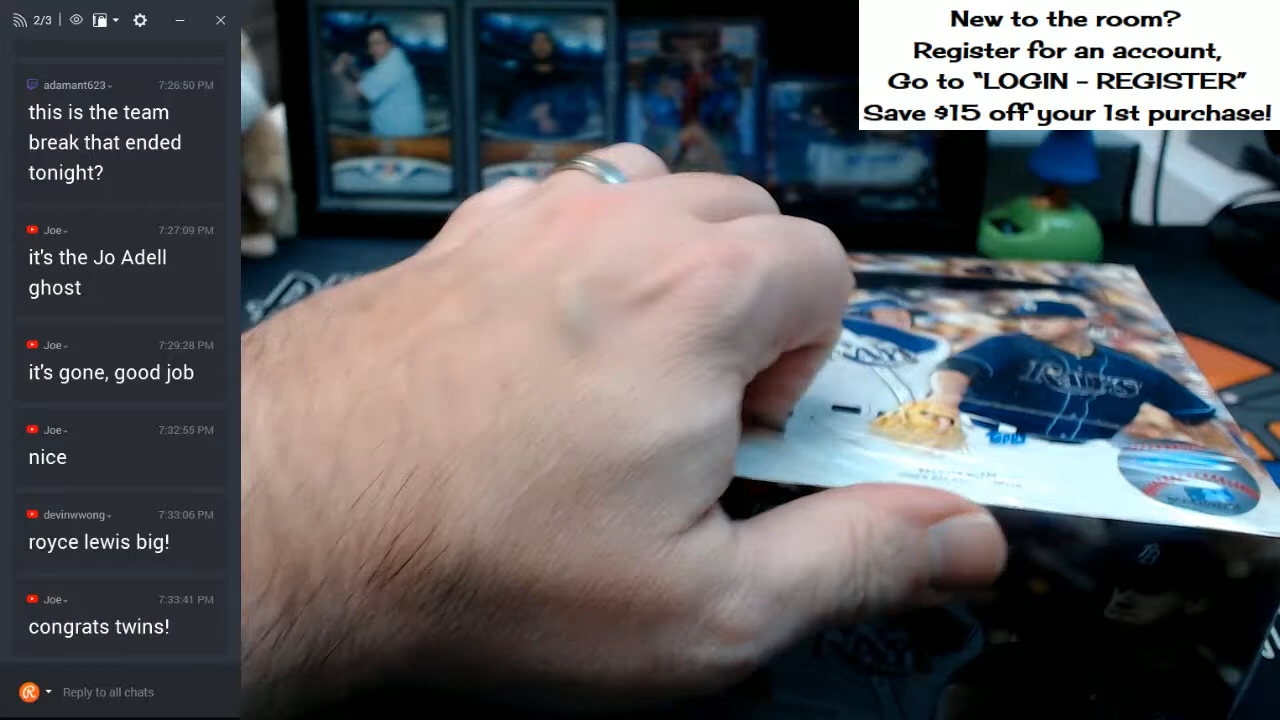 2/3
adamant623
7:26:50 PM
this is the team
break that ended
tonight?
Joe
7:27:09 PM
it's the Jo Adell
ghost
Joe
7:29:28 PM
it's gone, good job
Joe
7:32:55 PM
nice
devinwwong
7:33:06 PM
royce lewis big!
Joe
7:33:41 PM
congrats twins!
Reply to all chats
New to the room?
Register for an account,
Go to "LOGIN - REGISTER"
Save $15 off your 1st purchase!
RAYS
TOPPS